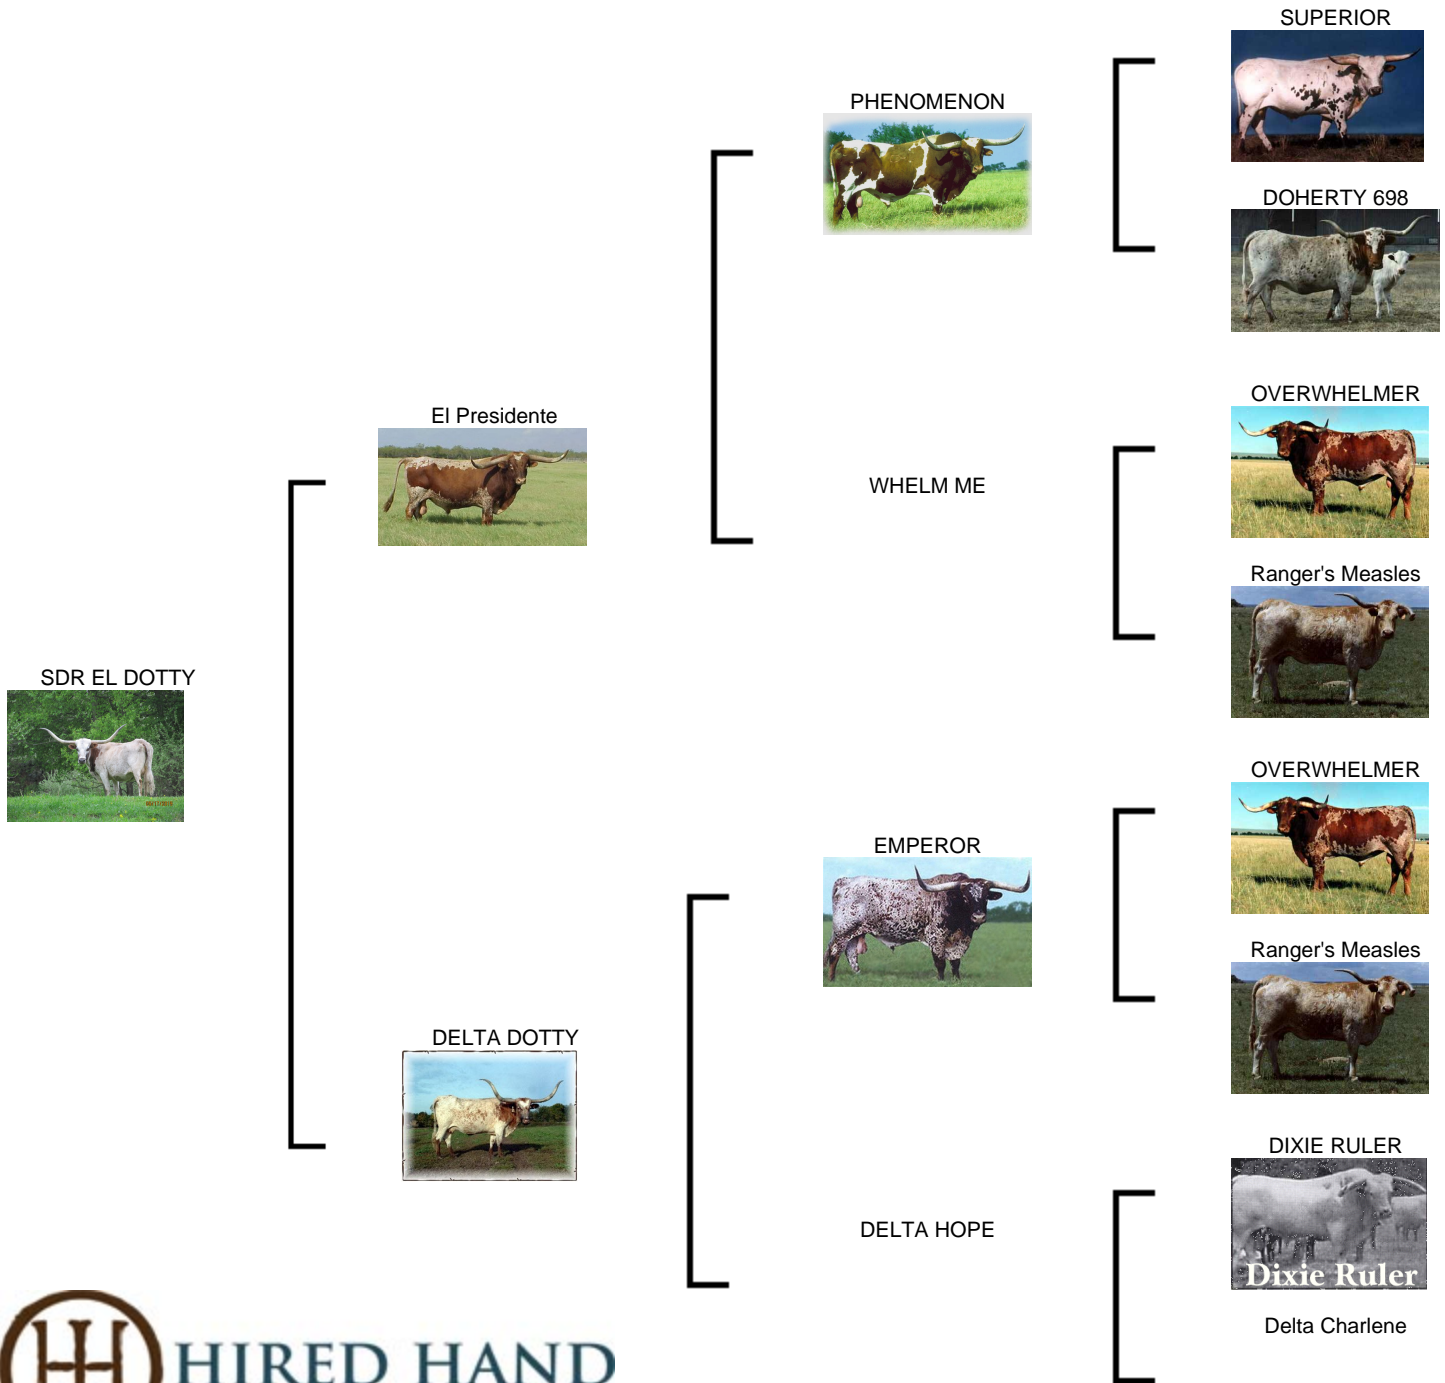 SUPERIOR
PHENOMENON
DOHERTY 698
El Presidente
OVERWHELMER
WHELM ME
Ranger's Measles
SDR EL DOTTY
OVERWHELMER
EMPEROR
Ranger's Measles
DELTA DOTTY
DIXIE RULER
DELTA HOPE
Dixie Ruler
Delta Charlene
HIRED HAND